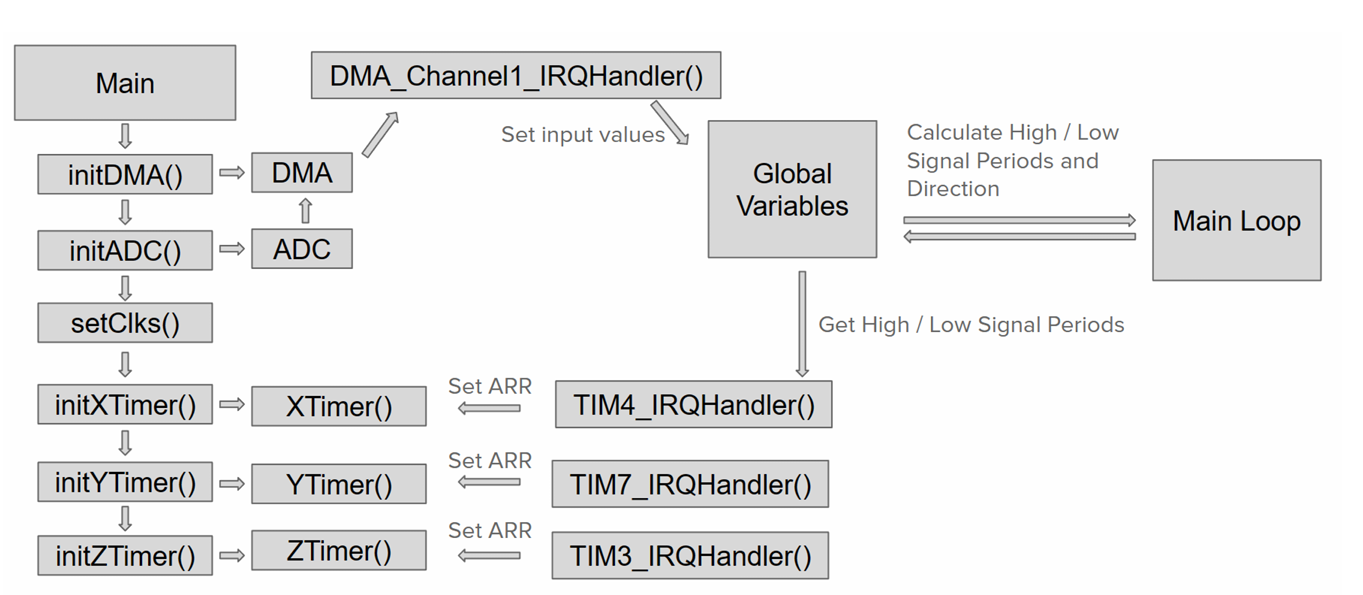 Main
DMA_Channel1_IRQHandler()
Set input values
Calculate High / Low
Signal Periods and
Direction
initDMA()
DMA
Global
Variables
Main Loop
initADC()
ADC
setClks()
Get High / Low Signal Periods
initXTimer()
XTimer()
Set ARR
TIM4_IRQHandler()
initYTimer()
YTimer()
Set ARR
TIM7_IRQHandler()
initZTimer()
ZTimer()
Set ARR
TIM3_IRQHandler()